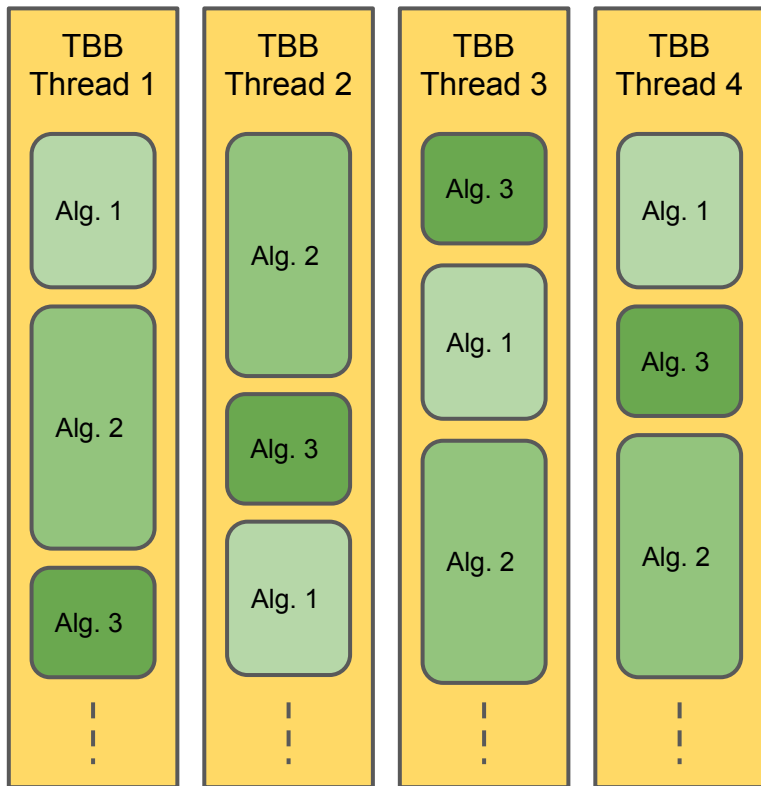 TBB
Thread 1
Alg. 1
Alg. 2
Alg. 3
TBB
Thread 2
Alg. 2
Alg. 3
Alg. 1
TBB
Thread 3
Alg. 3
Alg. 1
Alg. 2
TBB
Thread 4
Alg. 1
Alg. 3
Alg. 2